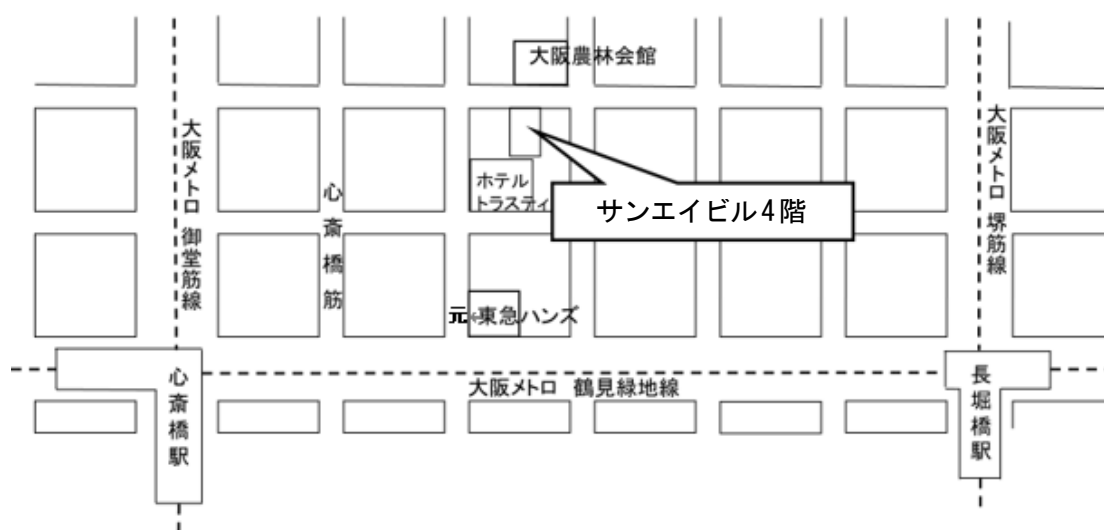 大阪農林会館
大阪メトロ 御堂筋線
心斎橋筋
ホテル
トラスティ
サンエイビル4階
大阪メトロ 堺筋線
元 東急ハンズ
大阪メトロ 鶴見緑地線
心斎橋駅
長堀橋駅